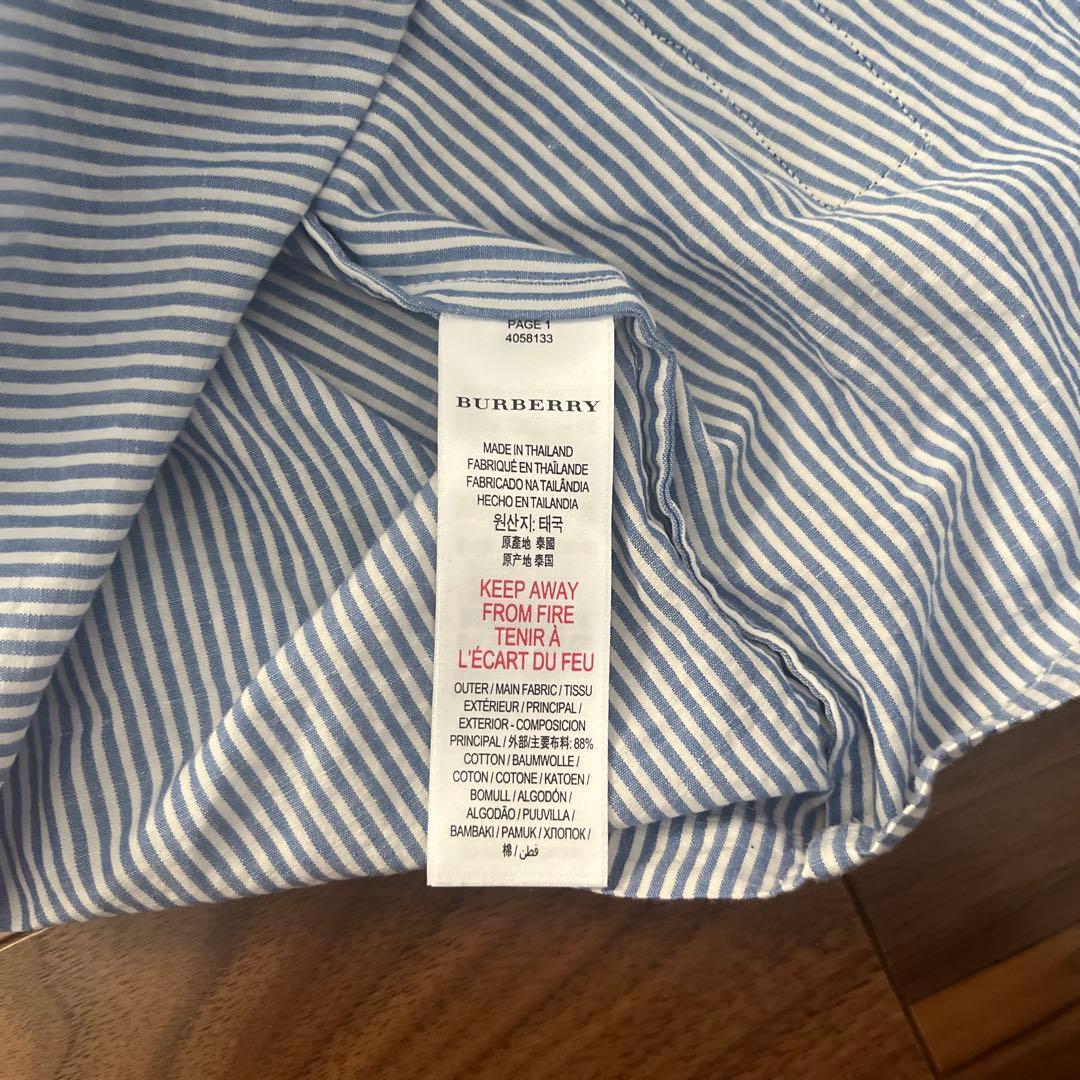 PAGE 1
4058133
BURBERRY
MADE IN THAILAND
FABRIQUÉ EN THAÏLANDE
FABRICADO NA TAILÂNDIA
HECHO EN TAILANDIA
원산지: 태국
原產地 泰國
原产地 泰国
KEEP AWAY
FROM FIRE
TENIR À
L'ÉCART DU FEU
OUTER / MAIN FABRIC / TISSU
EXTÉRIEUR / PRINCIPAL /
EXTERIOR - COMPOSICION
PRINCIPAL / 外部/主要布料: 88%
COTTON / BAUMWOLLE /
COTON / COTONE / KATOEN /
BOMULL / ALGODÓN /
ALGODÃO / PUUVILLA /
BAMBAKI / PAMUK / ХЛОПОК /
棉 / قطن